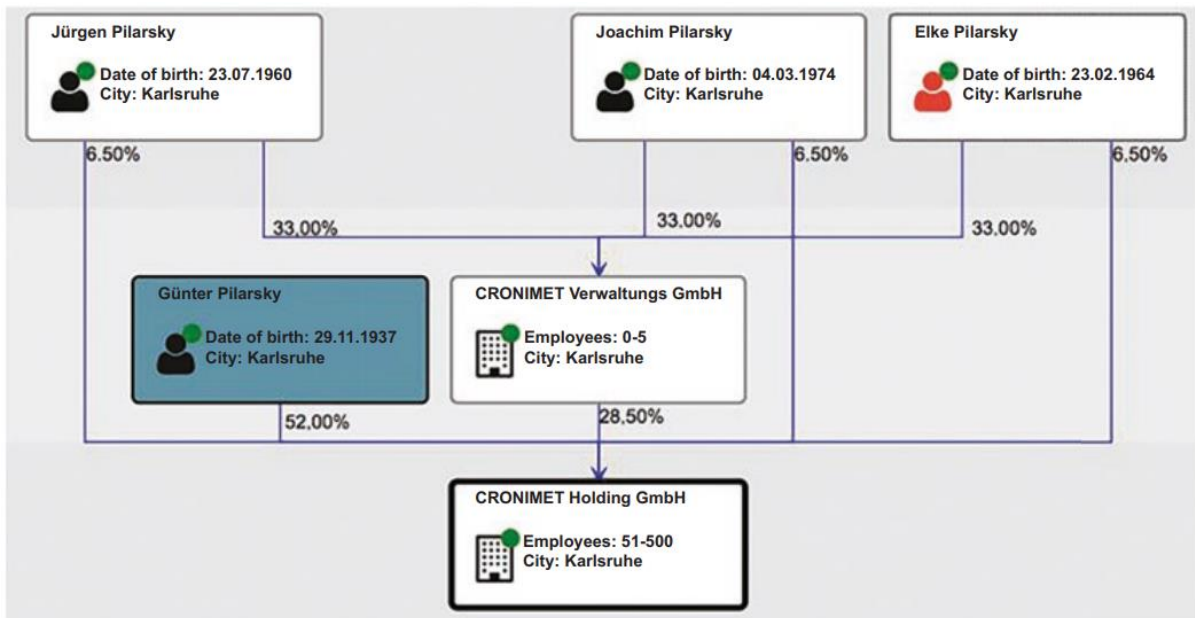 Jürgen Pilarsky
Date of birth: 23.07.1960
City: Karlsruhe
Joachim Pilarsky
Date of birth: 04.03.1974
City: Karlsruhe
Elke Pilarsky
Date of birth: 23.02.1964
City: Karlsruhe
6.50%
6.50%
6.50%
33.00%
33.00%
33.00%
Günter Pilarsky
Date of birth: 29.11.1937
City: Karlsruhe
CRONIMET Verwaltungs GmbH
Employees: 0-5
City: Karlsruhe
52.00%
28.50%
CRONIMET Holding GmbH
Employees: 51-500
City: Karlsruhe